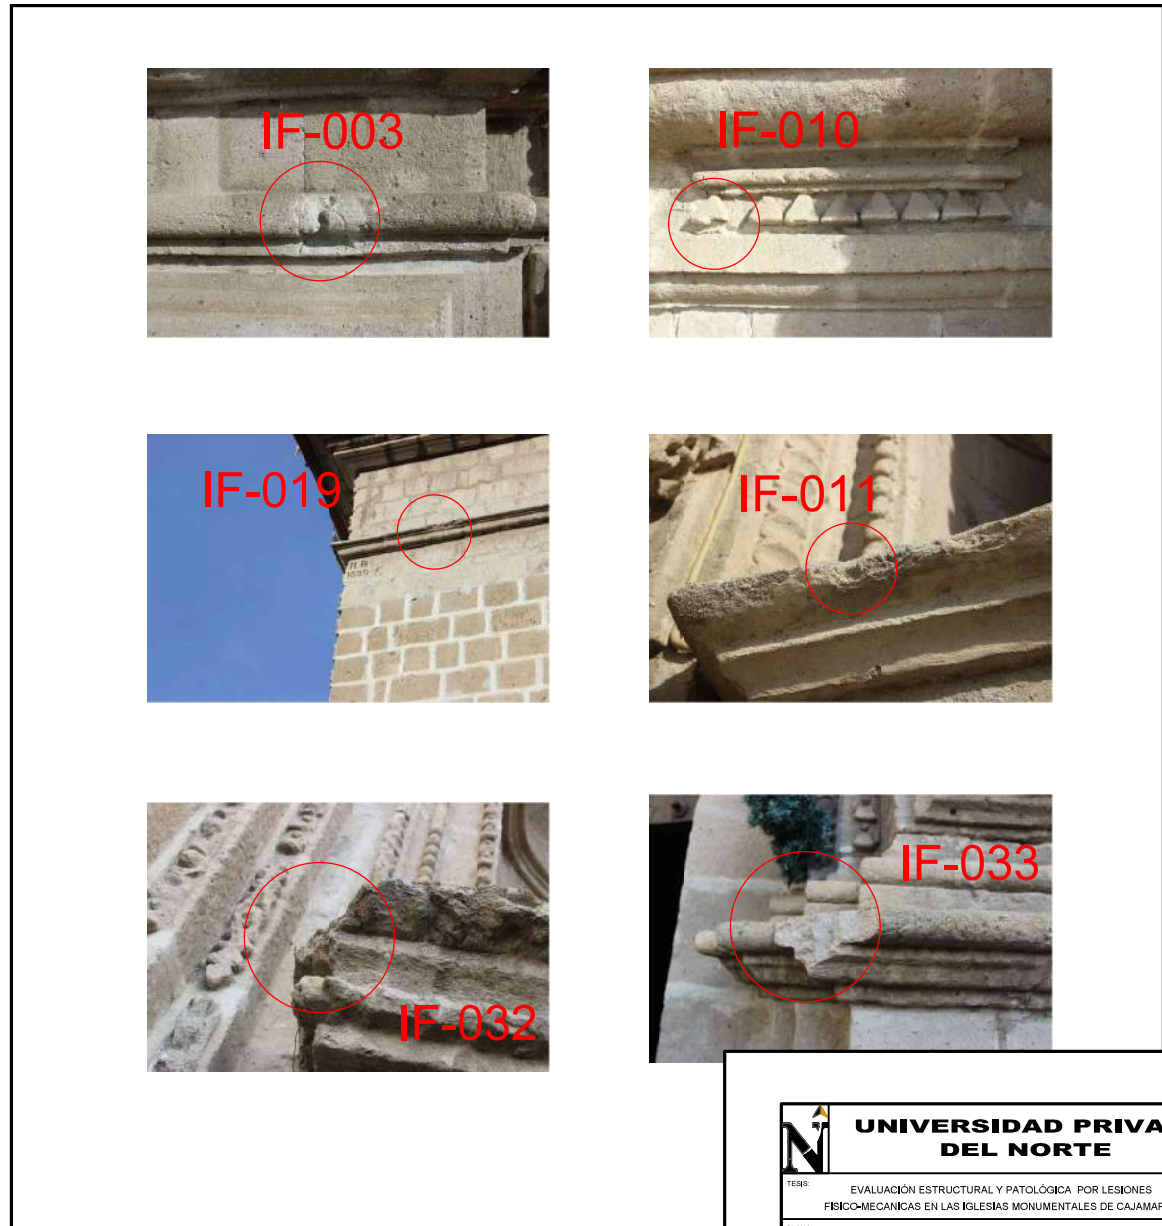 IF-003
IF-010
IF-019
M.B
IF-011
IF-032
IF-033
N
UNIVERSIDAD PRIVA
DEL NORTE
TESIS:
EVALUACIÓN ESTRUCTURAL Y PATOLÓGICA POR LESIONES
FISICO-MECANICAS EN LAS IGLESIAS MONUMENTALES DE CAJAMAR